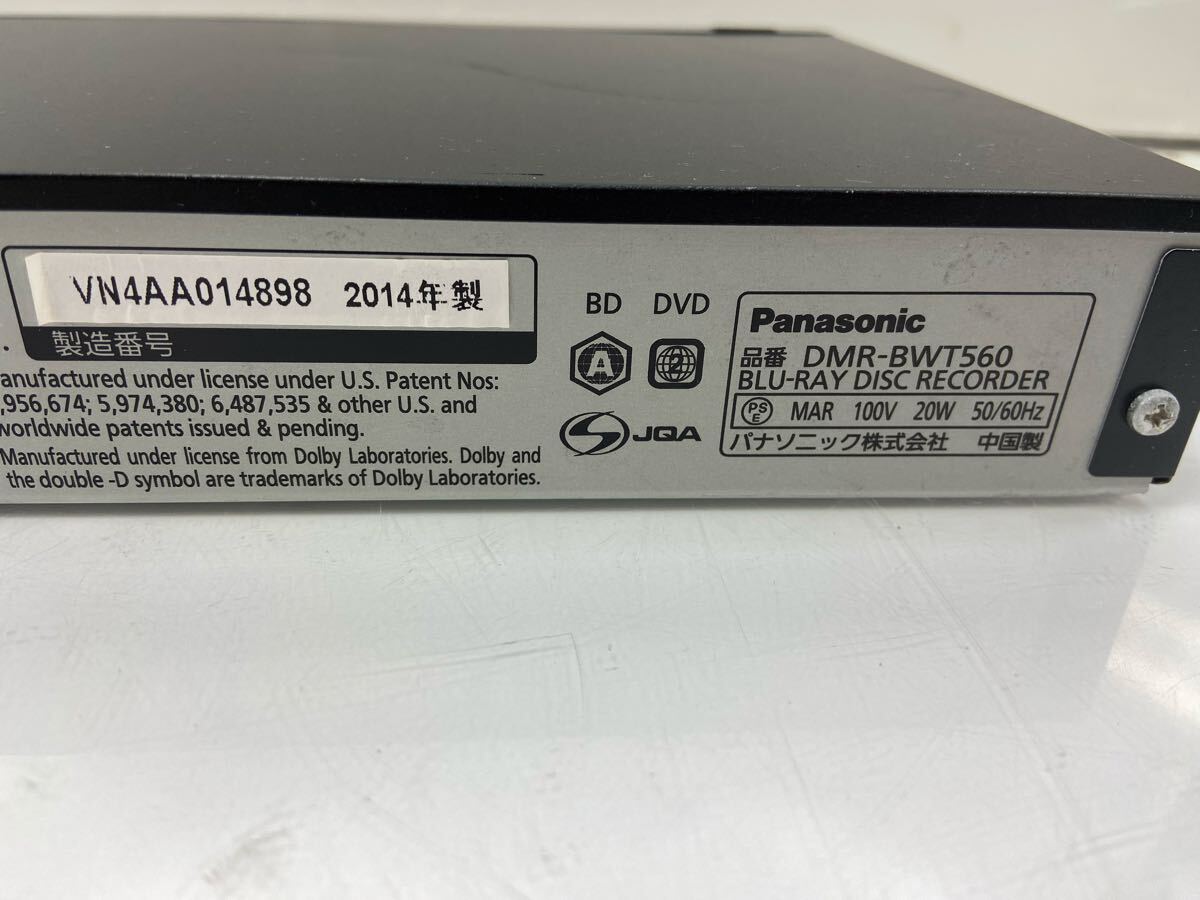 VN4AA014898 2014年製
製造番号
anufactured under license under U.S. Patent Nos:
,956,674; 5,974,380; 6,487,535 & other U.S. and
worldwide patents issued & pending.
Manufactured under license from Dolby Laboratories. Dolby and
the double -D symbol are trademarks of Dolby Laboratories.
BD DVD
A 2
JQA
Panasonic
品番 DMR-BWT560
BLU-RAY DISC RECORDER
PSE MAR 100V 20W 50/60Hz
パナソニック株式会社 中国製